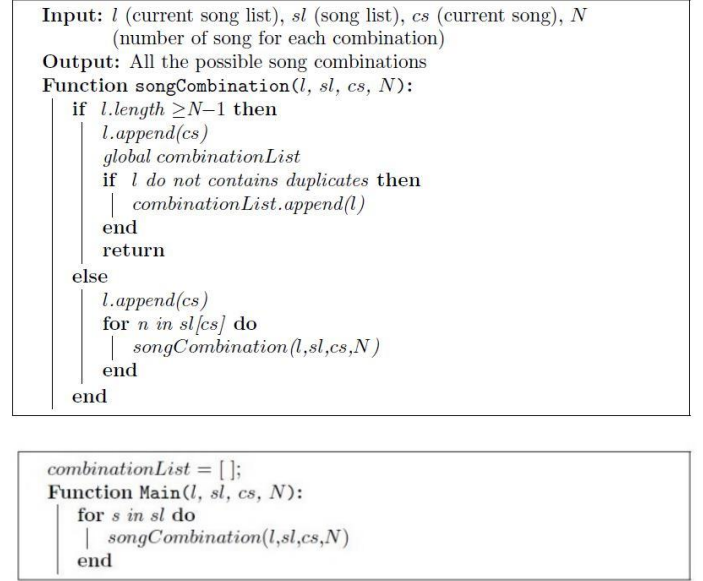 Input: l (current song list), sl (song list), cs (current song), N
(number of song for each combination)
Output: All the possible song combinations
Function songCombination(l, sl, cs, N):
if l.length ≥N−1 then
l.append(cs)
global combinationList
if l do not contains duplicates then
combinationList.append(l)
end
return
else
l.append(cs)
for n in sl[cs] do
songCombination(l,sl,cs,N)
end
end
combinationList = [ ];
Function Main(l, sl, cs, N):
for s in sl do
songCombination(l,sl,cs,N)
end